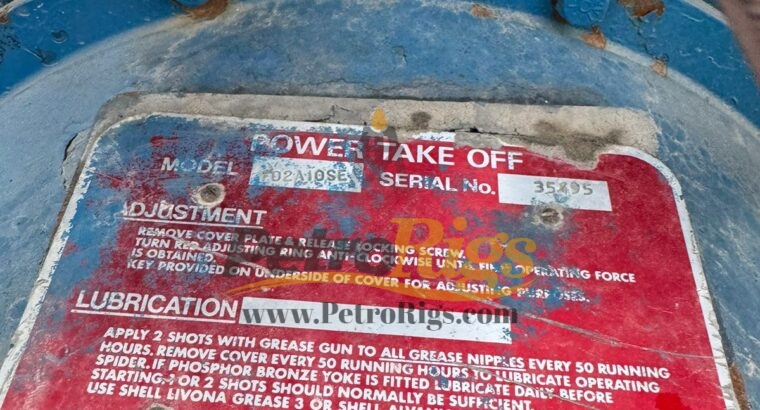 POWER TAKE OFF
MODEL SERIAL No. 35495
ADJUSTMENT
REMOVE COVER PLATE & RELEASE LOCKING SCREW.
TURN RED ADJUSTING RING ANTI-CLOCKWISE UNTIL OPERATING FORCE
IS OBTAINED.
KEY PROVIDED ON UNDERSIDE OF COVER FOR ADJUSTING PURPOSES.
PetroRigs
www.PetroRigs.com
LUBRICATION
APPLY 2 SHOTS WITH GREASE GUN TO ALL GREASE NIPPLES EVERY 50 RUNNING
HOURS. REMOVE COVER EVERY 50 RUNNING HOURS TO LUBRICATE OPERATING
SPIDER. IF PHOSPHOR BRONZE YOKE IS FITTED LUBRICATE DAILY BEFORE
STARTING. 1 OR 2 SHOTS SHOULD NORMALLY BE SUFFICIENT.
USE SHELL LIVONA GREASE 3 OR SHELL